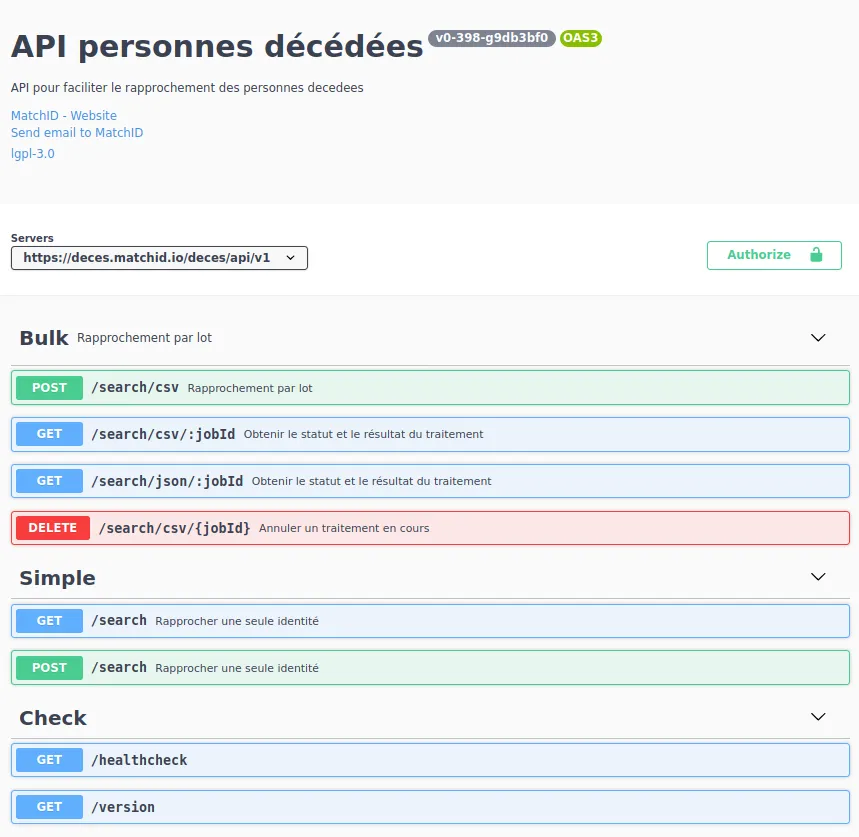 API personnes décédées v0-398-g9db3bf0 OAS3
API pour faciliter le rapprochement des personnes decedees
MatchID - Website
Send email to MatchID
lgpl-3.0
Servers
https://deces.matchid.io/deces/api/v1
Authorize
Bulk Rapprochement par lot
POST /search/csv Rapprochement par lot
GET /search/csv/:jobId Obtenir le statut et le résultat du traitement
GET /search/json/:jobId Obtenir le statut et le résultat du traitement
DELETE /search/csv/{jobId} Annuler un traitement en cours
Simple
GET /search Rapprocher une seule identité
POST /search Rapprocher une seule identité
Check
GET /healthcheck
GET /version